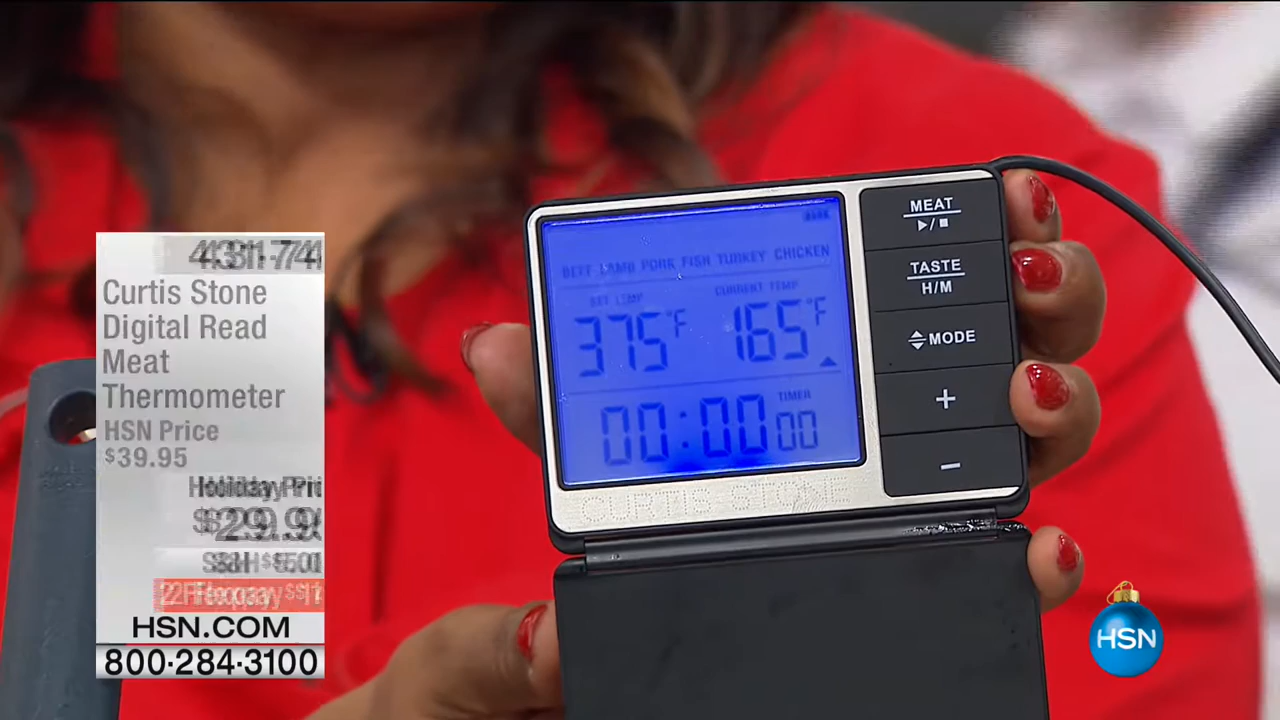 Curtis Stone
Digital Read
Meat
Thermometer
HSN Price
$39.95
HSN.COM
800-284-3100
BEEF LAMB PORK FISH TURKEY CHICKEN
SET TEMP CURRENT TEMP
375°F 165°F
TIMER
00:00 00
CURTIS STONE
MEAT
▶/■
TASTE
H/M
MODE
+
−
HSN